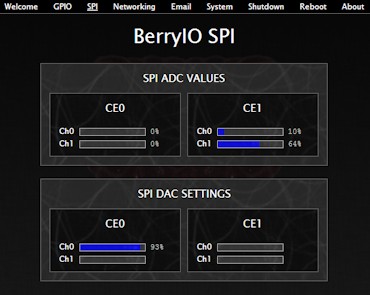 Welcome GPIO SPI Networking Email System Shutdown Reboot About
BerryIO SPI
SPI ADC VALUES
CE0 CE1
Ch0 0% Ch0 10%
Ch1 0% Ch1 64%
SPI DAC SETTINGS
CE0 CE1
Ch0 93% Ch0
Ch1 Ch1